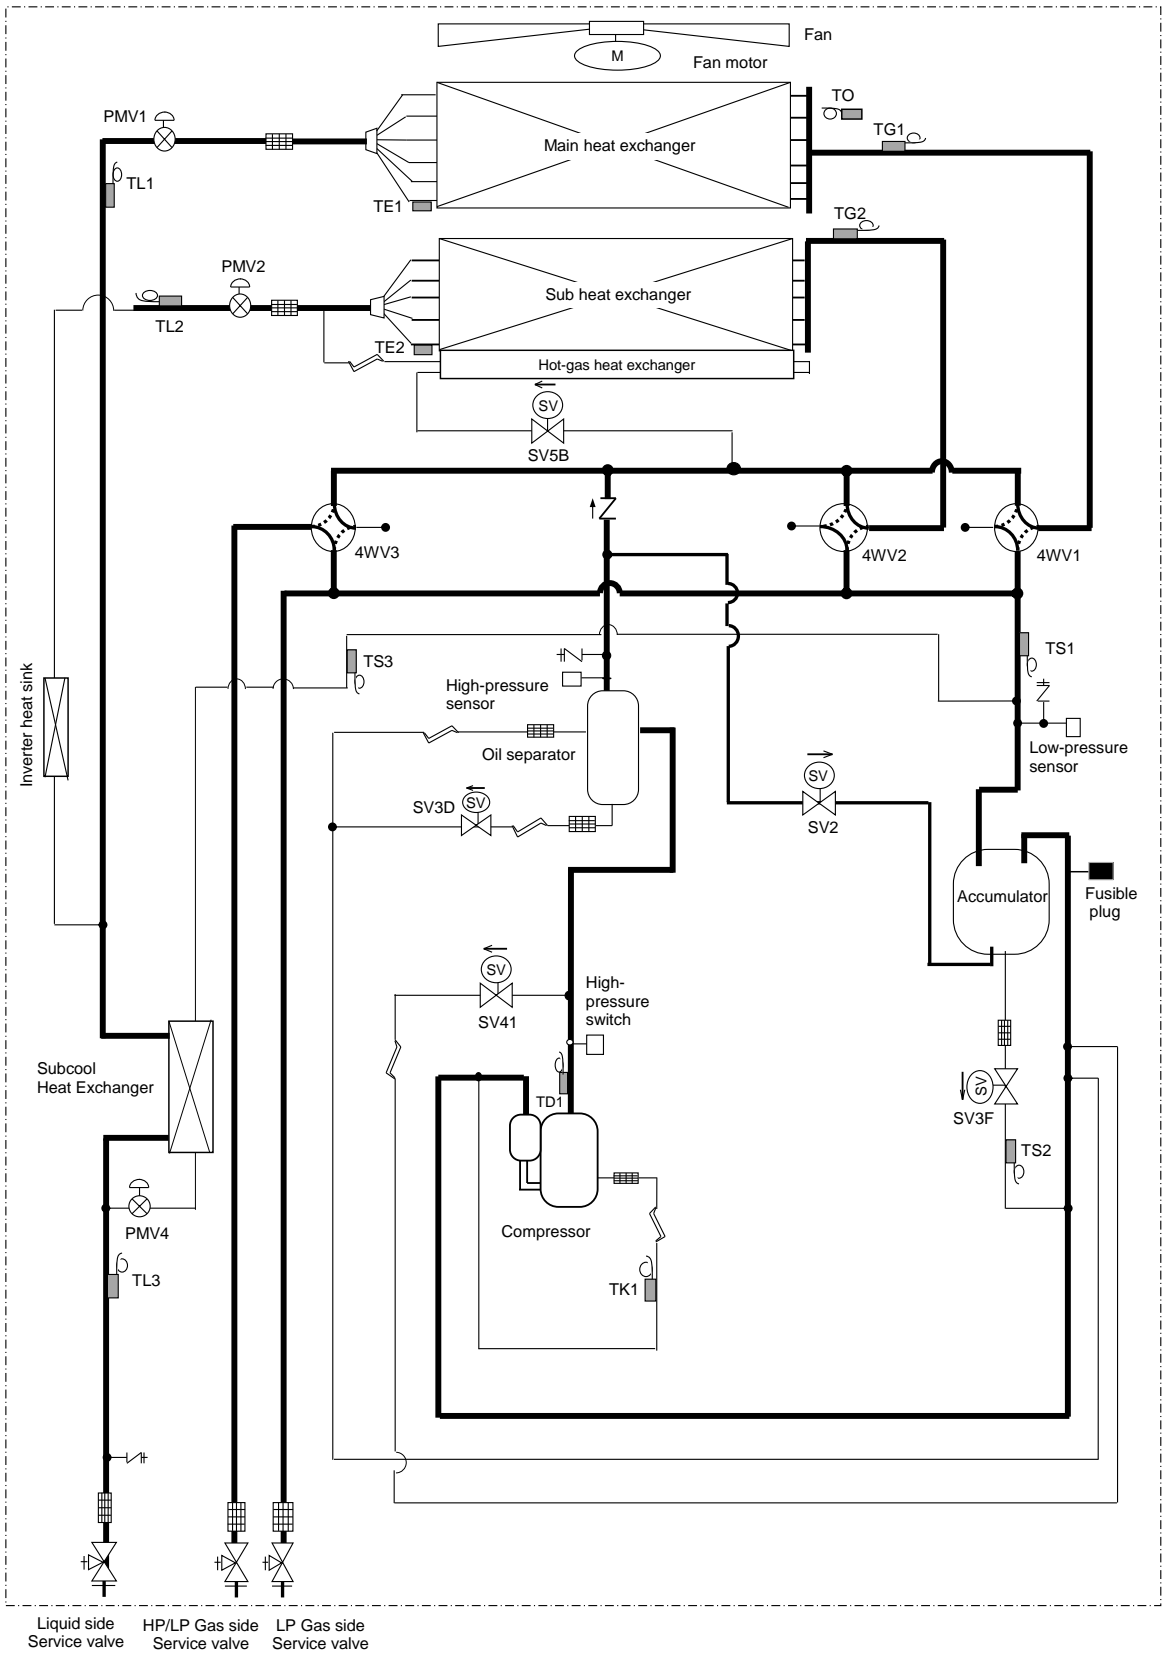 Fan
M
Fan motor
PMV1
TO
TG1
Main heat exchanger
TL1
TE1
TG2
PMV2
Sub heat exchanger
TL2
TE2
Hot-gas heat exchanger
SV
SV5B
4WV3
4WV2
4WV1
TS3
TS1
Inverter heat sink
High-pressure
sensor
Oil separator
Low-pressure
sensor
SV
SV3D
SV
SV2
Accumulator
Fusible
plug
SV
SV41
High-
pressure
switch
Subcool
Heat Exchanger
TD1
SV
SV3F
TS2
PMV4
Compressor
TL3
TK1
Liquid side
Service valve
HP/LP Gas side
Service valve
LP Gas side
Service valve